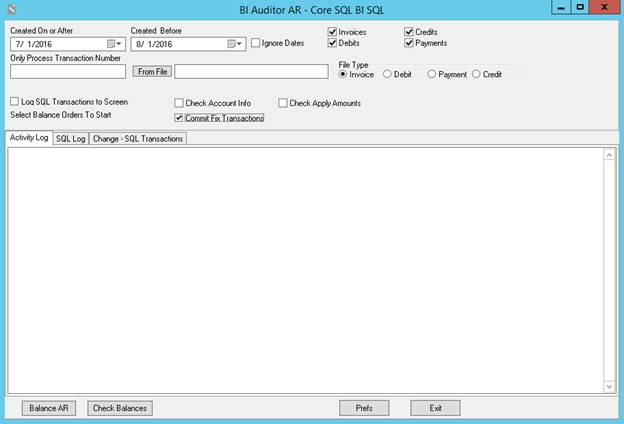 BI Auditor AR - Core SQL BI SQL
Created On or After
Created Before
Invoices
Credits
7/ 1/2016
8/ 1/2016
Ignore Dates
Debits
Payments
Only Process Transaction Number
From File
File Type
Invoice
Debit
Payment
Credit
Log SQL Transactions to Screen
Check Account Info
Check Apply Amounts
Select Balance Orders To Start
Commit Fix Transactions
Activity Log
SQL Log
Change - SQL Transactions
Balance AR
Check Balances
Prefs
Exit